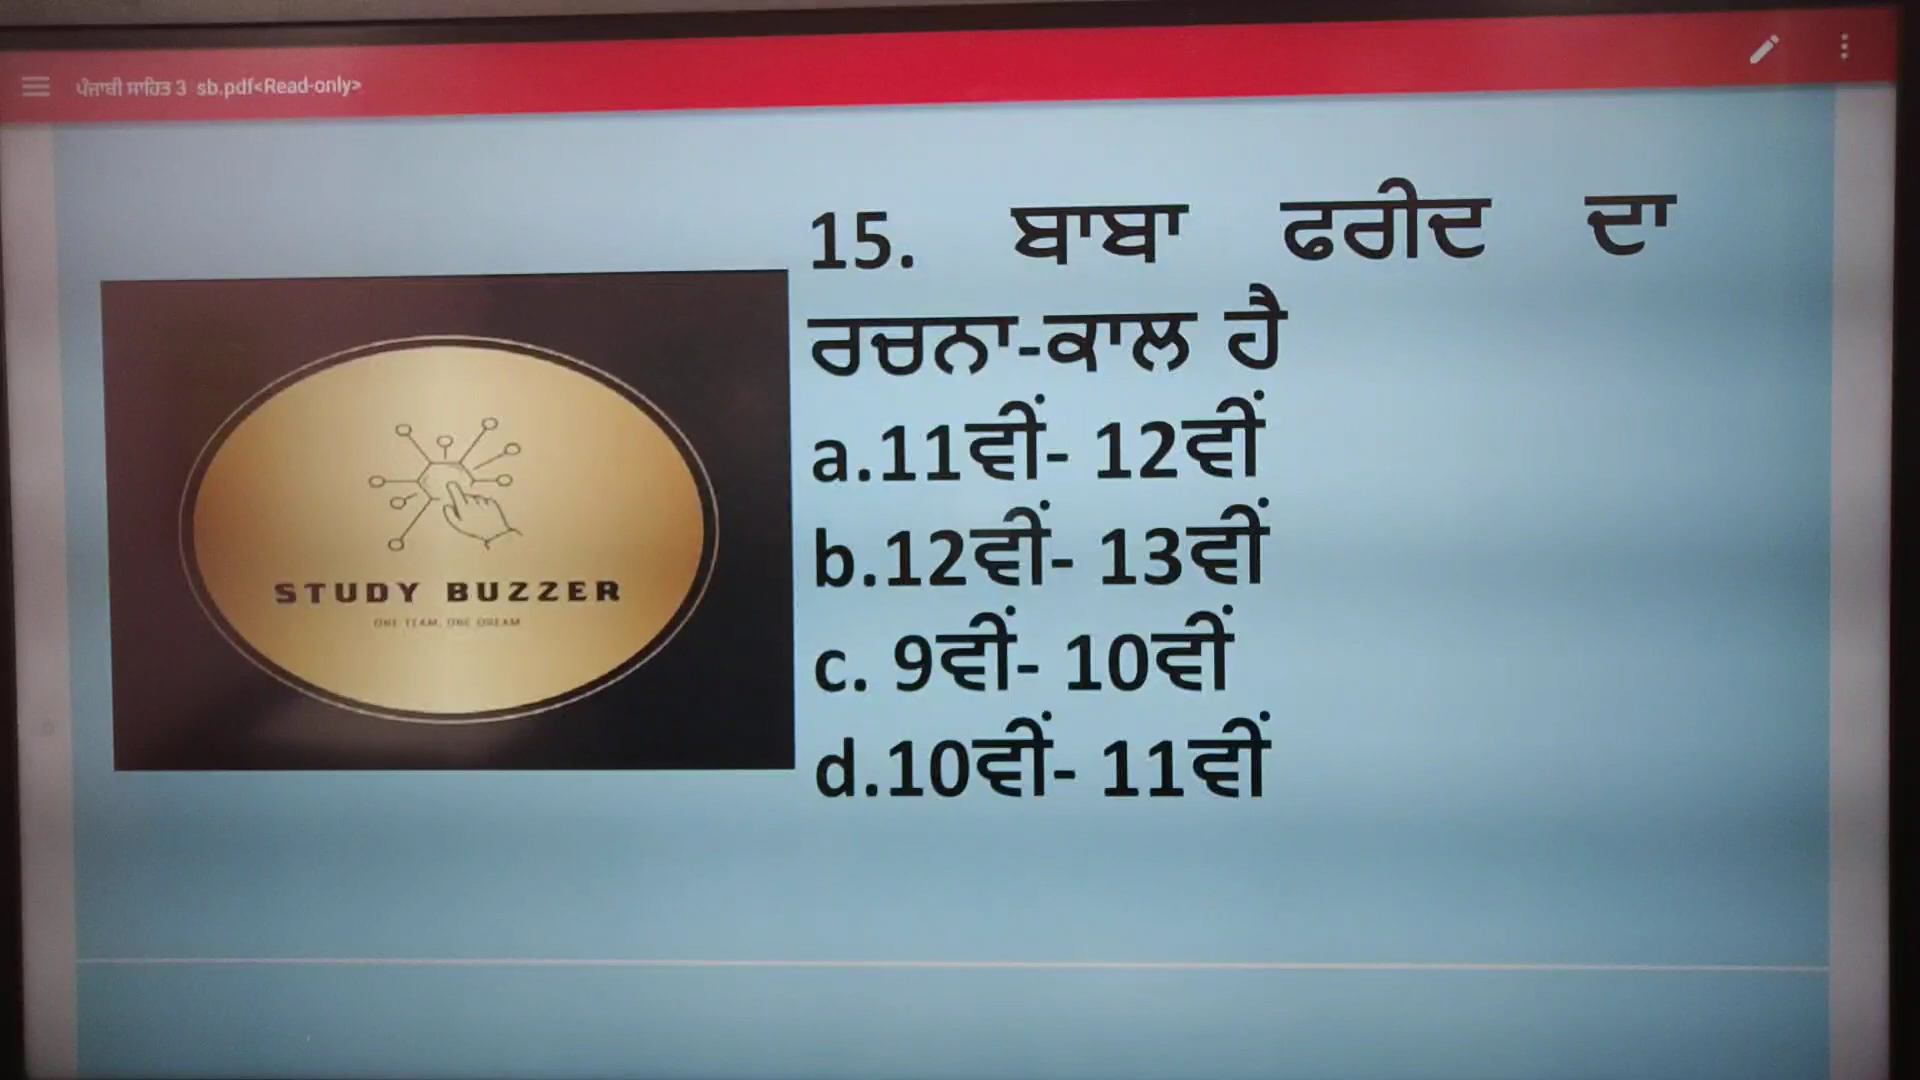 ਪੰਜਾਬੀ ਸਾਹਿਤ 3 sb.pdf<Read-only>
15. ਬਾਬਾ ਫਰੀਦ ਦਾ
ਰਚਨਾ-ਕਾਲ ਹੈ
a.11ਵੀਂ- 12ਵੀਂ
b.12ਵੀਂ- 13ਵੀਂ
c. 9ਵੀਂ- 10ਵੀਂ
d.10ਵੀਂ- 11ਵੀਂ
STUDY BUZZER
ONE TEAM, ONE DREAM